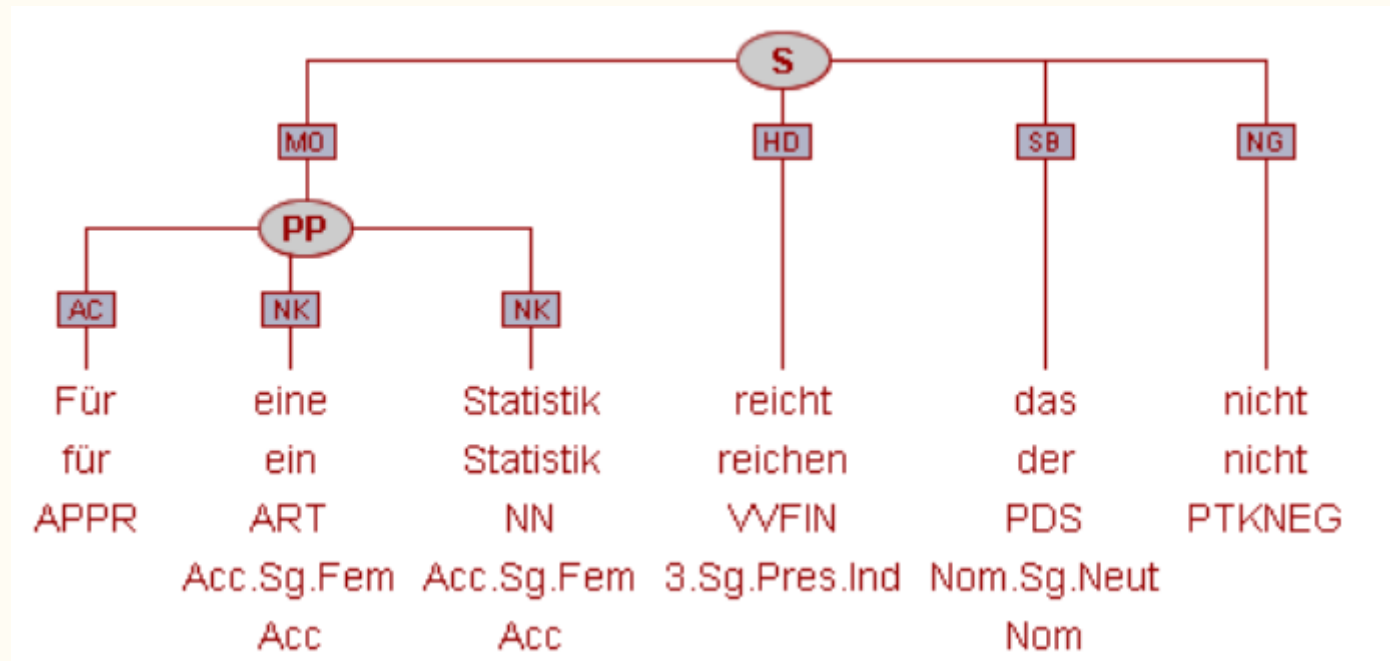 S
MO HD SB NG
PP
AC NK NK
Für eine Statistik reicht das nicht
für ein Statistik reichen der nicht
APPR ART NN VVFIN PDS PTKNEG
Acc.Sg.Fem Acc.Sg.Fem 3.Sg.Pres.Ind Nom.Sg.Neut
Acc Acc Nom